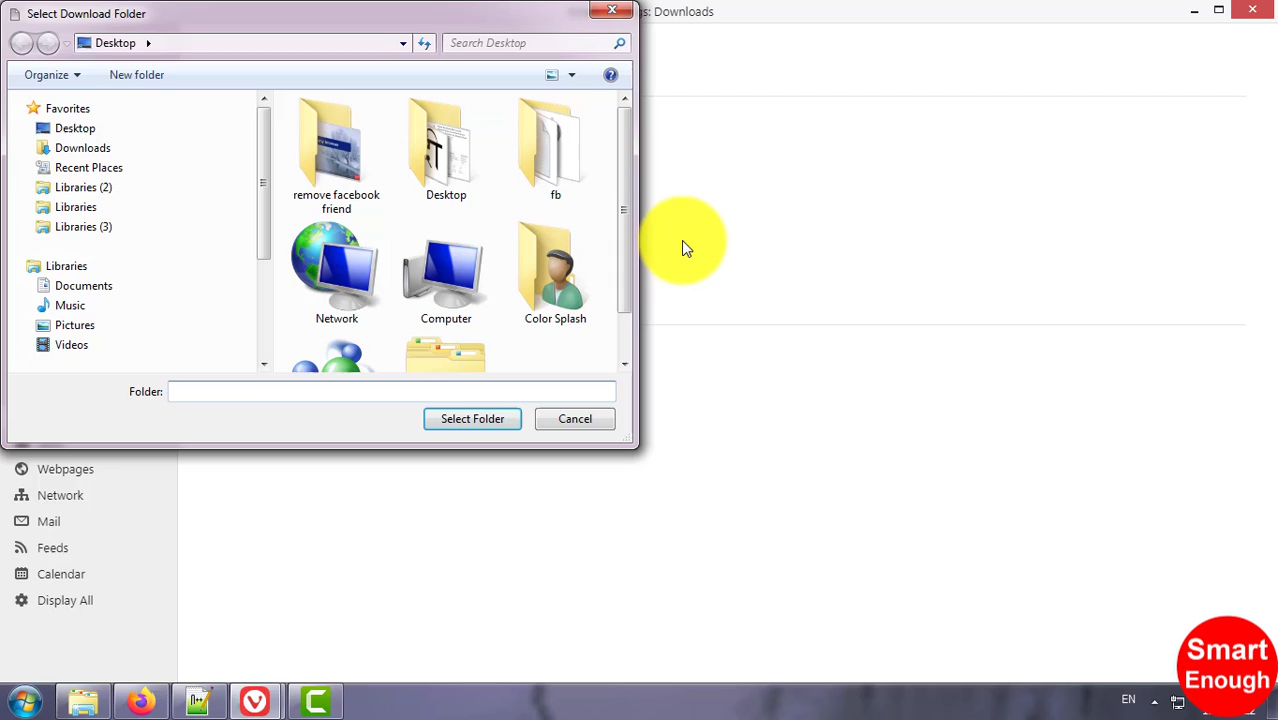 Select Download Folder
gs: Downloads
Desktop
Search Desktop
Organize
New folder
Favorites
Desktop
Downloads
Recent Places
Libraries (2)
Libraries
Libraries (3)
Libraries
Documents
Music
Pictures
Videos
remove facebook
friend
Desktop
fb
Network
Computer
Color Splash
Folder:
Select Folder
Cancel
Webpages
Network
Mail
Feeds
Calendar
Display All
EN
Smart
Enough